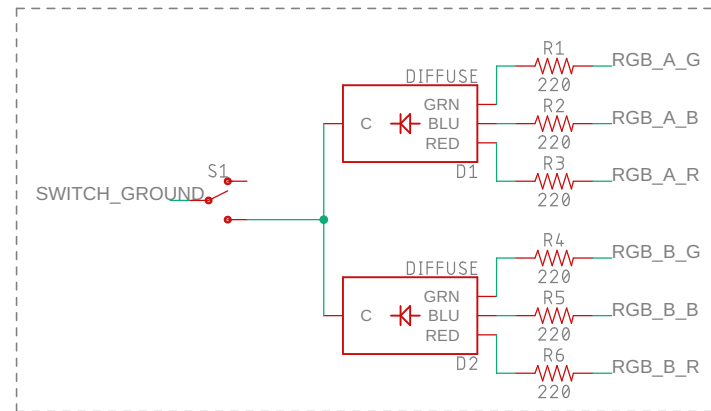 R1
RGB_A_G
DIFFUSE
220
GRN
R2
RGB_A_B
C
BLU
220
RED
R3
RGB_A_R
D1
220
S1
SWITCH_GROUND
R4
RGB_B_G
DIFFUSE
220
GRN
R5
RGB_B_B
C
BLU
220
RED
R6
RGB_B_R
D2
220